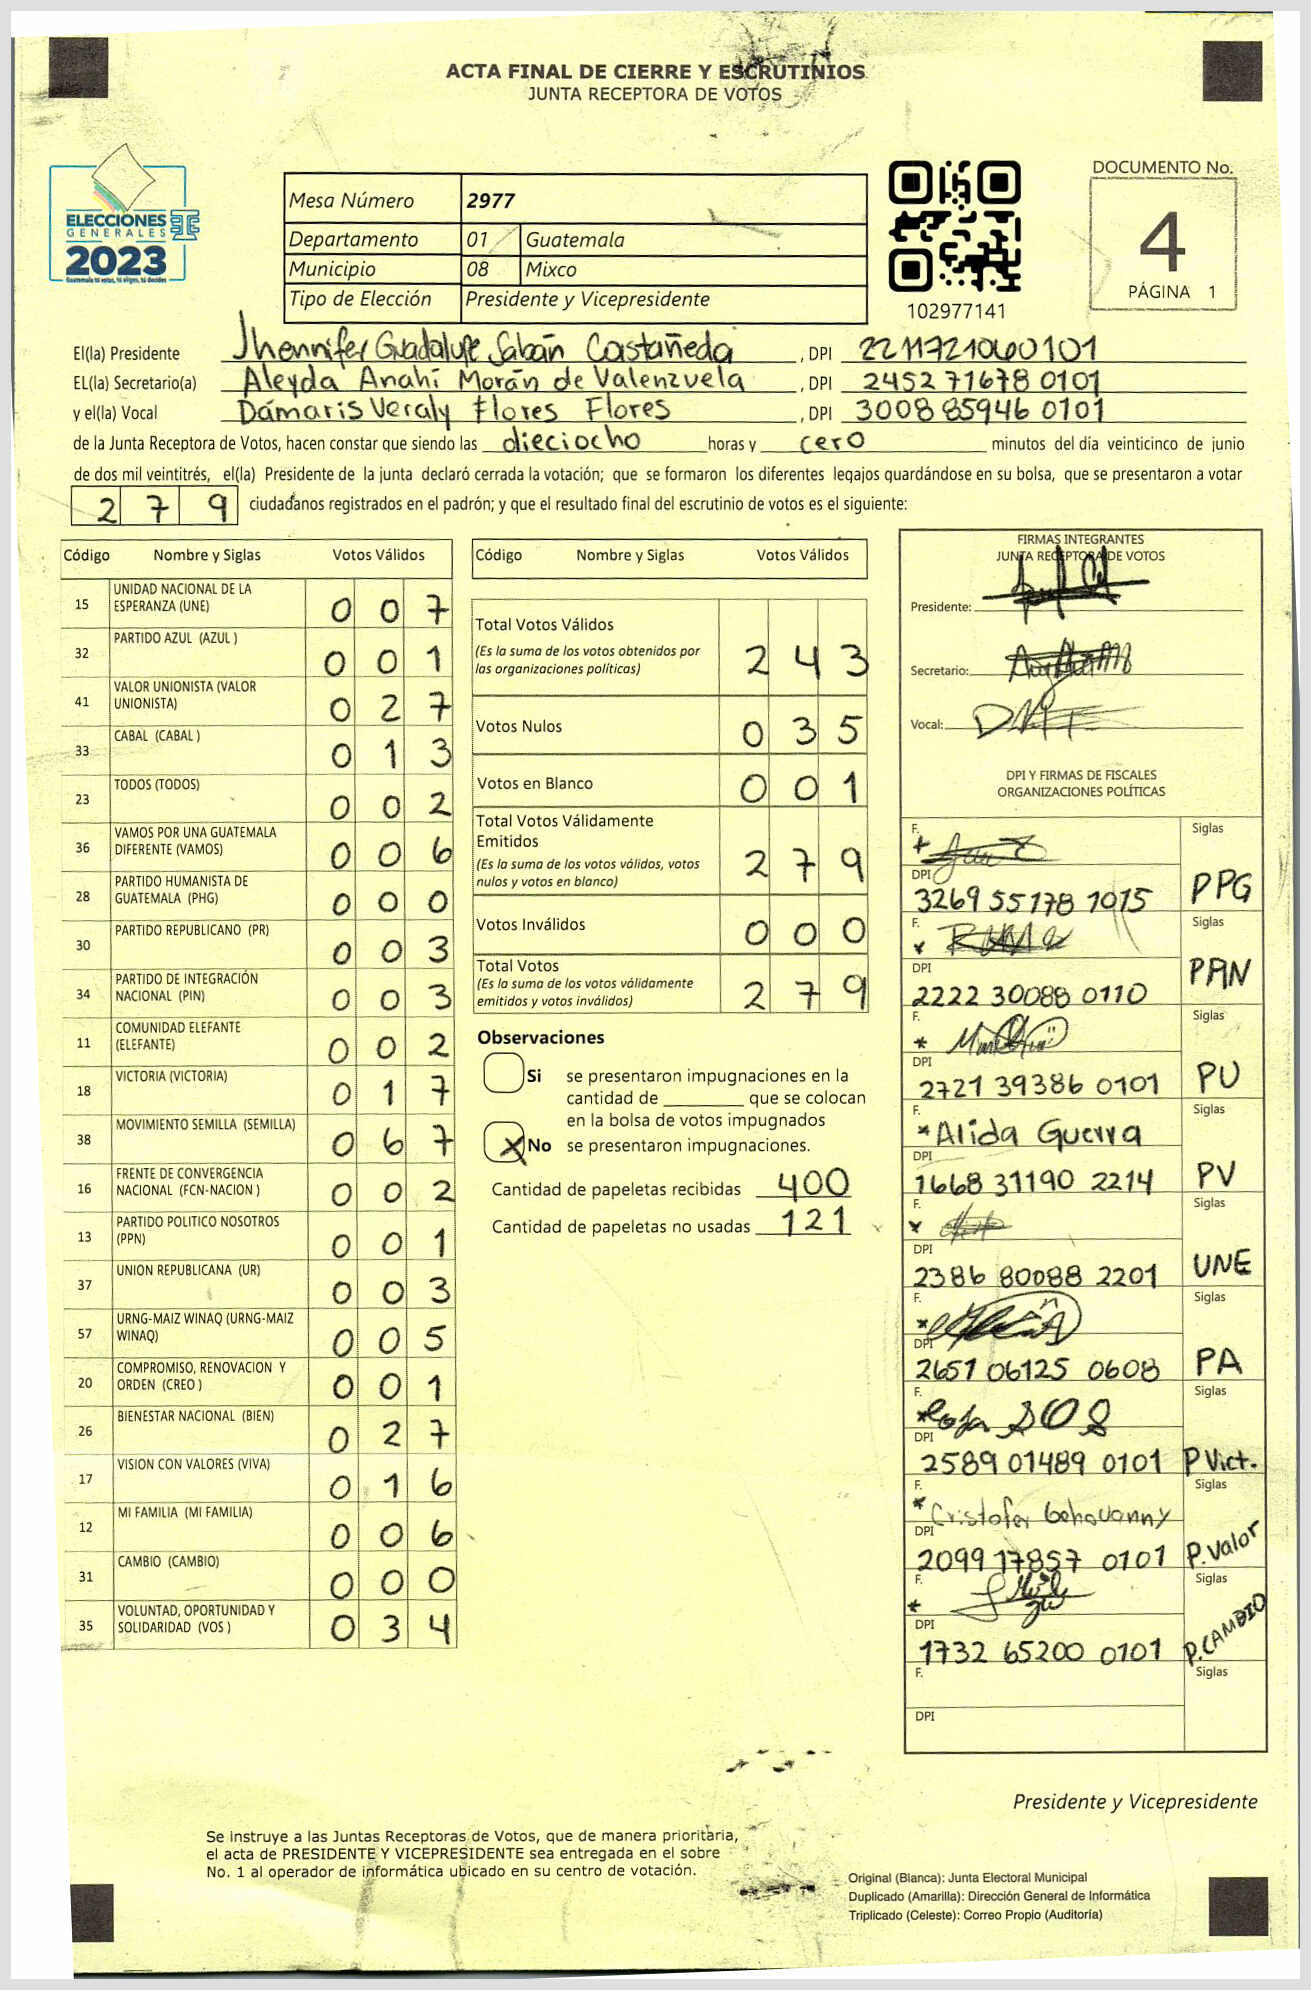 ACTA FINAL DE CIERRE Y ESCRUTINIOS
JUNTA RECEPTORA DE VOTOS
ELECCIONES
GENERALES
2023
Guatemala tú votas, tú eliges, tú decides
Mesa Número 2977
Departamento 01 Guatemala
Municipio 08 Mixco
Tipo de Elección Presidente y Vicepresidente
102977141
DOCUMENTO No.
4
PÁGINA 1
El(la) Presidente Jhennifer Guadalupe Sabán Castañeda , DPI 2211721060101
EL(la) Secretario(a) Aleyda Anahí Morán de Valenzuela , DPI 2452 71678 0101
y el(la) Vocal Dámaris Veraly Flores Flores , DPI 3008 85946 0101
de la Junta Receptora de Votos, hacen constar que siendo las dieciocho horas y cero minutos del día veinticinco de junio
de dos mil veintitrés, el(la) Presidente de la junta declaró cerrada la votación; que se formaron los diferentes legajos guardándose en su bolsa, que se presentaron a votar
2 7 9 ciudadanos registrados en el padrón; y que el resultado final del escrutinio de votos es el siguiente:
Código Nombre y Siglas Votos Válidos
15 UNIDAD NACIONAL DE LA ESPERANZA (UNE) 0 0 7
32 PARTIDO AZUL (AZUL ) 0 0 1
41 VALOR UNIONISTA (VALOR UNIONISTA) 0 2 7
33 CABAL (CABAL ) 0 1 3
23 TODOS (TODOS) 0 0 2
36 VAMOS POR UNA GUATEMALA DIFERENTE (VAMOS) 0 0 6
28 PARTIDO HUMANISTA DE GUATEMALA (PHG) 0 0 0
30 PARTIDO REPUBLICANO (PR) 0 0 3
34 PARTIDO DE INTEGRACIÓN NACIONAL (PIN) 0 0 3
11 COMUNIDAD ELEFANTE (ELEFANTE) 0 0 2
18 VICTORIA (VICTORIA) 0 1 7
38 MOVIMIENTO SEMILLA (SEMILLA) 0 6 7
16 FRENTE DE CONVERGENCIA NACIONAL (FCN-NACION ) 0 0 2
13 PARTIDO POLITICO NOSOTROS (PPN) 0 0 1
37 UNION REPUBLICANA (UR) 0 0 3
57 URNG-MAIZ WINAQ (URNG-MAIZ WINAQ) 0 0 5
20 COMPROMISO, RENOVACION Y ORDEN (CREO ) 0 0 1
26 BIENESTAR NACIONAL (BIEN) 0 2 7
17 VISION CON VALORES (VIVA) 0 1 6
12 MI FAMILIA (MI FAMILIA) 0 0 6
31 CAMBIO (CAMBIO) 0 0 0
35 VOLUNTAD, OPORTUNIDAD Y SOLIDARIDAD (VOS ) 0 3 4
Código Nombre y Siglas Votos Válidos
Total Votos Válidos
(Es la suma de los votos obtenidos por
las organizaciones políticas) 2 4 3
Votos Nulos 0 3 5
Votos en Blanco 0 0 1
Total Votos Válidamente
Emitidos
(Es la suma de los votos válidos, votos
nulos y votos en blanco) 2 7 9
Votos Inválidos 0 0 0
Total Votos
(Es la suma de los votos válidamente
emitidos y votos inválidos) 2 7 9
Observaciones
Si se presentaron impugnaciones en la
cantidad de ________ que se colocan
en la bolsa de votos impugnados
X No se presentaron impugnaciones.
Cantidad de papeletas recibidas 400
Cantidad de papeletas no usadas 121
FIRMAS INTEGRANTES
JUNTA RECEPTORA DE VOTOS
Presidente:
Secretario:
Vocal:
DPI Y FIRMAS DE FISCALES
ORGANIZACIONES POLÍTICAS
F. Siglas
DPI 3269 55178 1015 PPG
F. Siglas
DPI 2222 30088 0110 PAN
F. Siglas
DPI 2721 39386 0101 PU
F. *Alida Guerra Siglas
DPI 1668 31190 2214 PV
F. Siglas
DPI 2386 80088 2201 UNE
F. Siglas
DPI 2651 06125 0608 PA
F. Siglas
DPI 2589 01489 0101 P Vict.
F. *Cristofer Gehovanny Siglas
DPI 2099 17857 0101 P. Valor
F. Siglas
DPI 1732 65200 0101 P. CAMBIO
F. Siglas
DPI
Presidente y Vicepresidente
Se instruye a las Juntas Receptoras de Votos, que de manera prioritaria,
el acta de PRESIDENTE Y VICEPRESIDENTE sea entregada en el sobre
No. 1 al operador de informática ubicado en su centro de votación.
Original (Blanca): Junta Electoral Municipal
Duplicado (Amarilla): Dirección General de Informática
Triplicado (Celeste): Correo Propio (Auditoría)